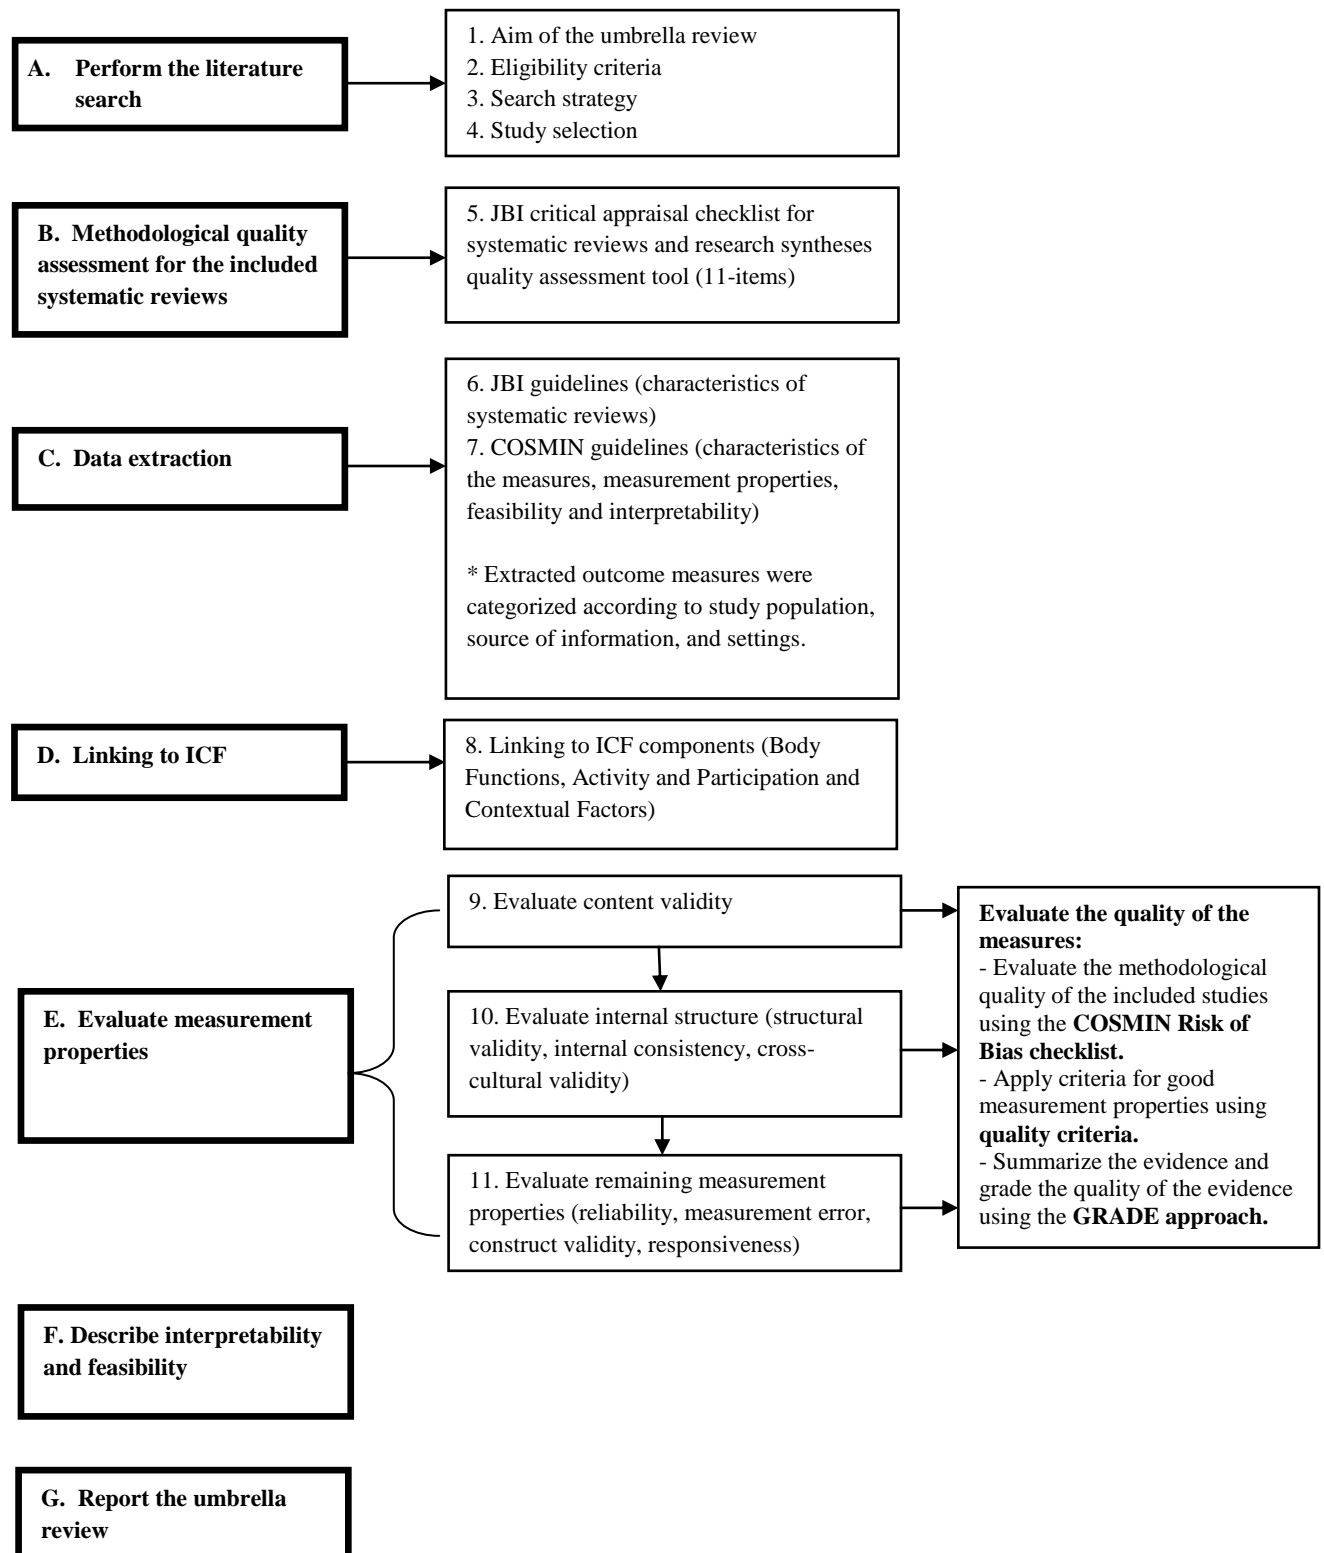 A. Perform the literature
search
1. Aim of the umbrella review
2. Eligibility criteria
3. Search strategy
4. Study selection
B. Methodological quality
assessment for the included
systematic reviews
5. JBI critical appraisal checklist for
systematic reviews and research syntheses
quality assessment tool (11-items)
C. Data extraction
6. JBI guidelines (characteristics of
systematic reviews)
7. COSMIN guidelines (characteristics of
the measures, measurement properties,
feasibility and interpretability)
* Extracted outcome measures were
categorized according to study population,
source of information, and settings.
D. Linking to ICF
8. Linking to ICF components (Body
Functions, Activity and Participation and
Contextual Factors)
E. Evaluate measurement
properties
9. Evaluate content validity
10. Evaluate internal structure (structural
validity, internal consistency, cross-
cultural validity)
11. Evaluate remaining measurement
properties (reliability, measurement error,
construct validity, responsiveness)
Evaluate the quality of the
measures:
- Evaluate the methodological
quality of the included studies
using the COSMIN Risk of
Bias checklist.
- Apply criteria for good
measurement properties using
quality criteria.
- Summarize the evidence and
grade the quality of the evidence
using the GRADE approach.
F. Describe interpretability
and feasibility
G. Report the umbrella
review